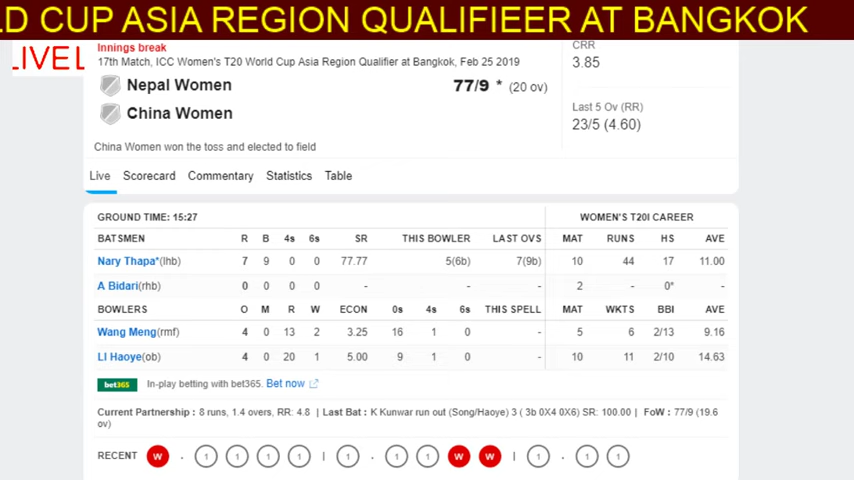 LD CUP ASIA REGION QUALIFIEER AT BANGKOK
Innings break
LIVEL
17th Match, ICC Women's T20 World Cup Asia Region Qualifier at Bangkok, Feb 25 2019
Nepal Women 77/9 * (20 ov)
China Women
China Women won the toss and elected to field
CRR
3.85
Last 5 Ov (RR)
23/5 (4.60)
Live Scorecard Commentary Statistics Table
GROUND TIME: 15:27 WOMEN'S T20I CAREER
BATSMEN R B 4s 6s SR THIS BOWLER LAST OVS MAT RUNS HS AVE
Nary Thapa*(lhb) 7 9 0 0 77.77 5(6b) 7(9b) 10 44 17 11.00
A Bidari(rhb) 0 0 0 0 - - - 2 - 0* -
BOWLERS O M R W ECON 0s 4s 6s THIS SPELL MAT WKTS BBI AVE
Wang Meng(rmf) 4 0 13 2 3.25 16 1 0 - 5 6 2/13 9.16
LI Haoye(ob) 4 0 20 1 5.00 9 1 0 - 10 11 2/10 14.63
bet365 In-play betting with bet365. Bet now
Current Partnership : 8 runs, 1.4 overs, RR: 4.8 | Last Bat : K Kunwar run out (Song/Haoye) 3 ( 3b 0X4 0X6) SR: 100.00 | FoW : 77/9 (19.6
ov)
RECENT W . 1 1 1 1 | 1 . 1 1 W W | 1 . 1 1